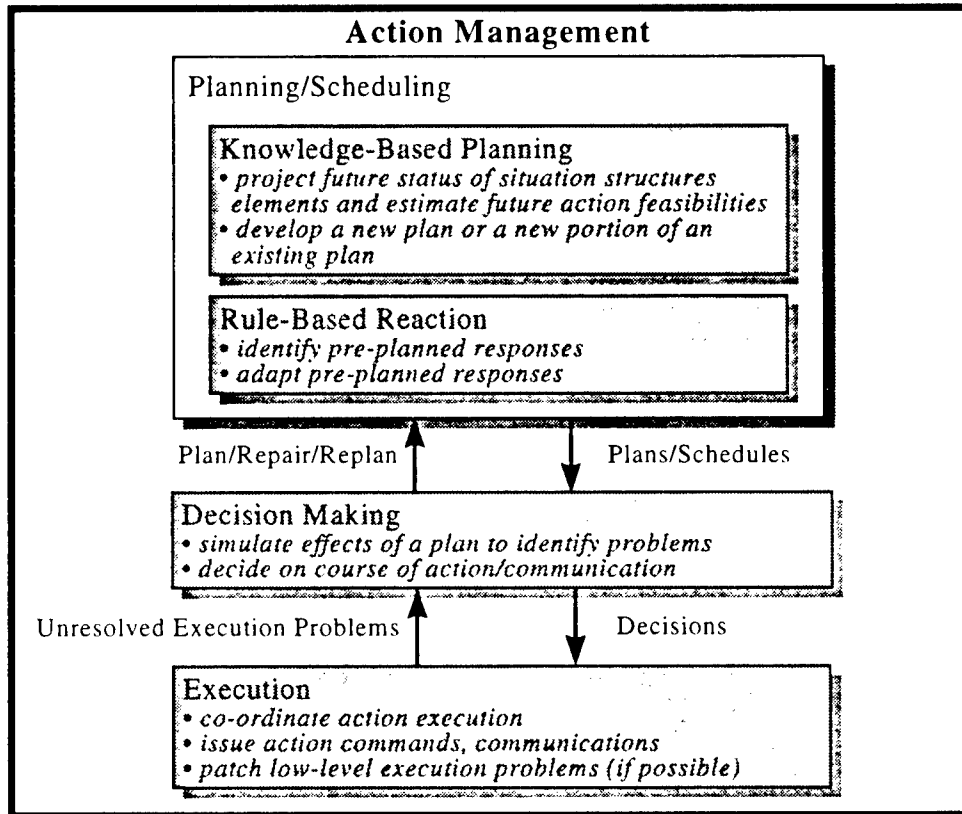 Action Management
Planning/Scheduling
Knowledge-Based Planning
• project future status of situation structures
elements and estimate future action feasibilities
• develop a new plan or a new portion of an
existing plan
Rule-Based Reaction
• identify pre-planned responses
• adapt pre-planned responses
Plan/Repair/Replan
Plans/Schedules
Decision Making
• simulate effects of a plan to identify problems
• decide on course of action/communication
Unresolved Execution Problems
Decisions
Execution
• co-ordinate action execution
• issue action commands, communications
• patch low-level execution problems (if possible)